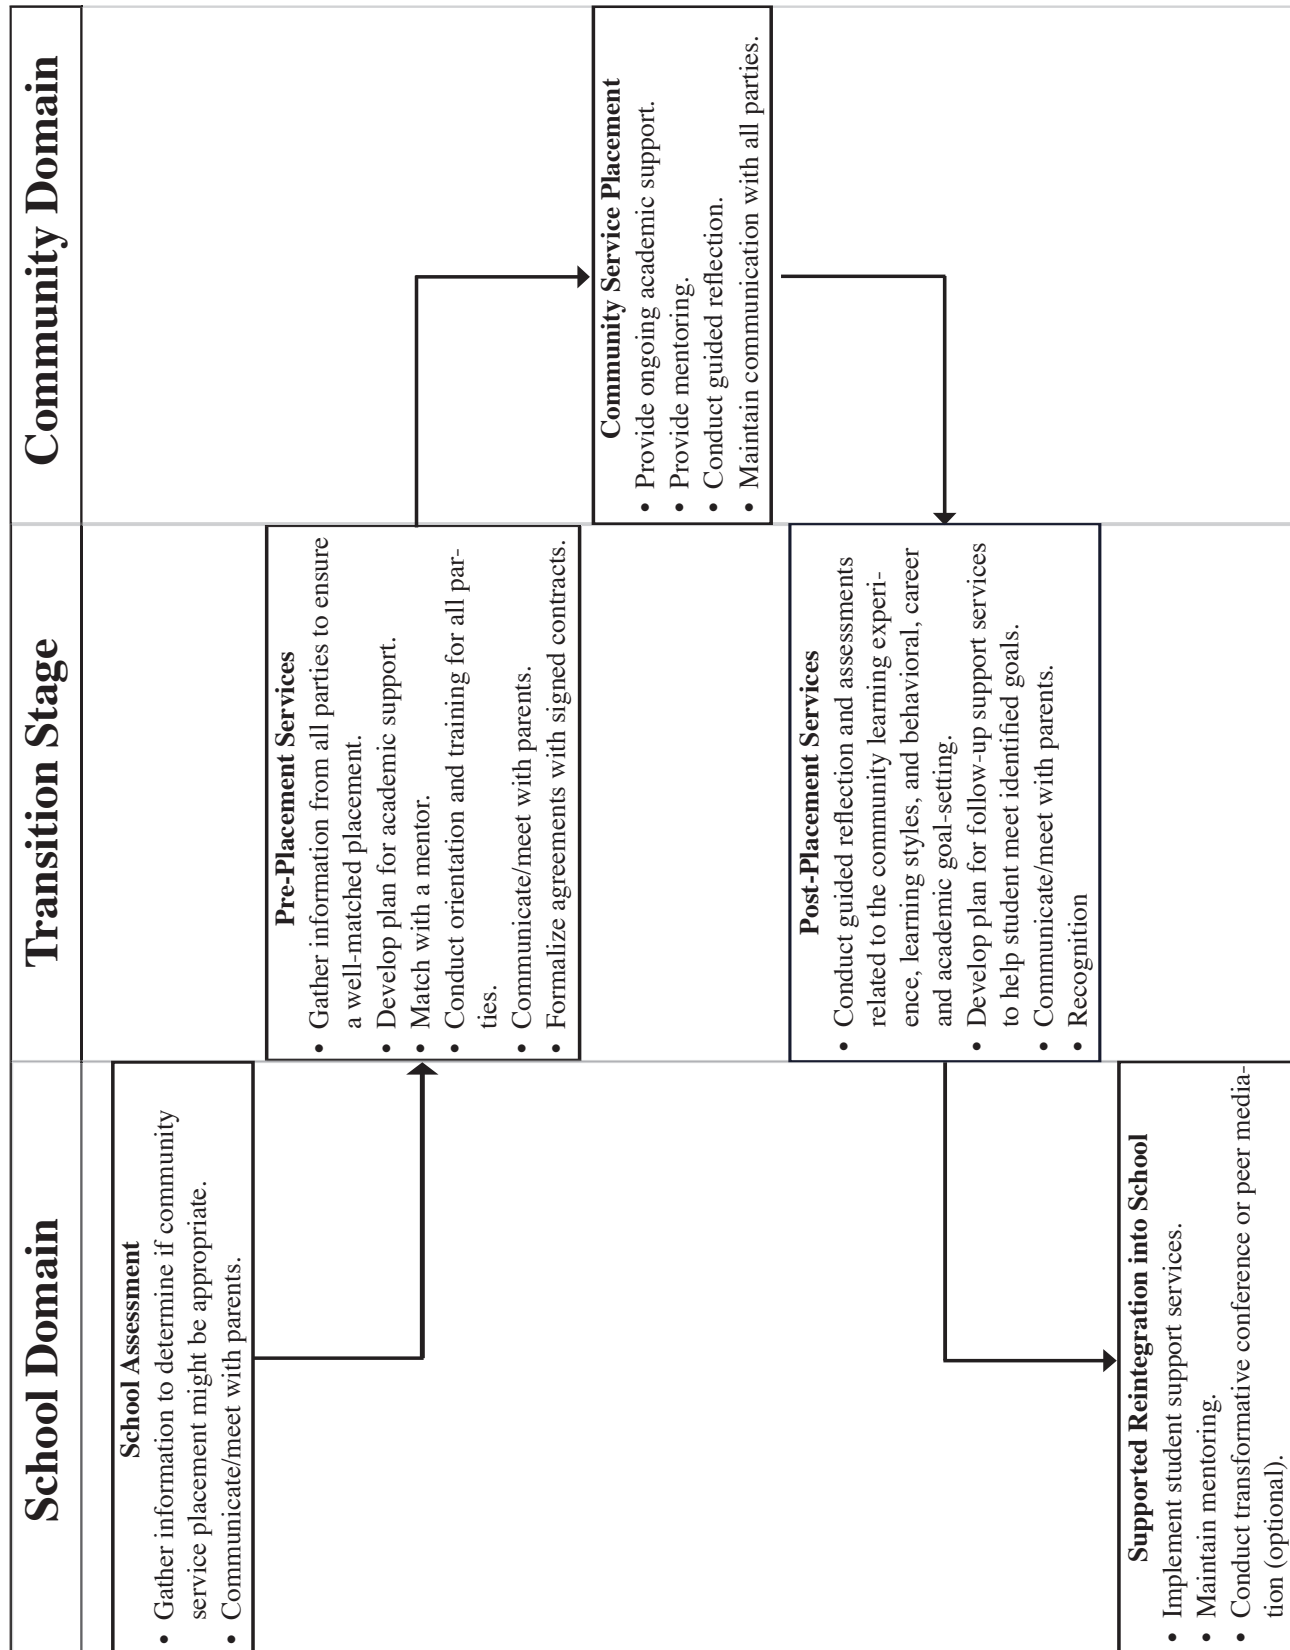 School Domain
Transition Stage
Community Domain
School Assessment
• Gather information to determine if community
service placement might be appropriate.
• Communicate/meet with parents.
Pre-Placement Services
• Gather information from all parties to ensure
a well-matched placement.
• Develop plan for academic support.
• Match with a mentor.
• Conduct orientation and training for all par-
ties.
• Communicate/meet with parents.
• Formalize agreements with signed contracts.
Community Service Placement
• Provide ongoing academic support.
• Provide mentoring.
• Conduct guided reflection.
• Maintain communication with all parties.
Post-Placement Services
• Conduct guided reflection and assessments
related to the community learning experi-
ence, learning styles, and behavioral, career
and academic goal-setting.
• Develop plan for follow-up support services
to help student meet identified goals.
• Communicate/meet with parents.
• Recognition
Supported Reintegration into School
• Implement student support services.
• Maintain mentoring.
• Conduct transformative conference or peer media-
tion (optional).